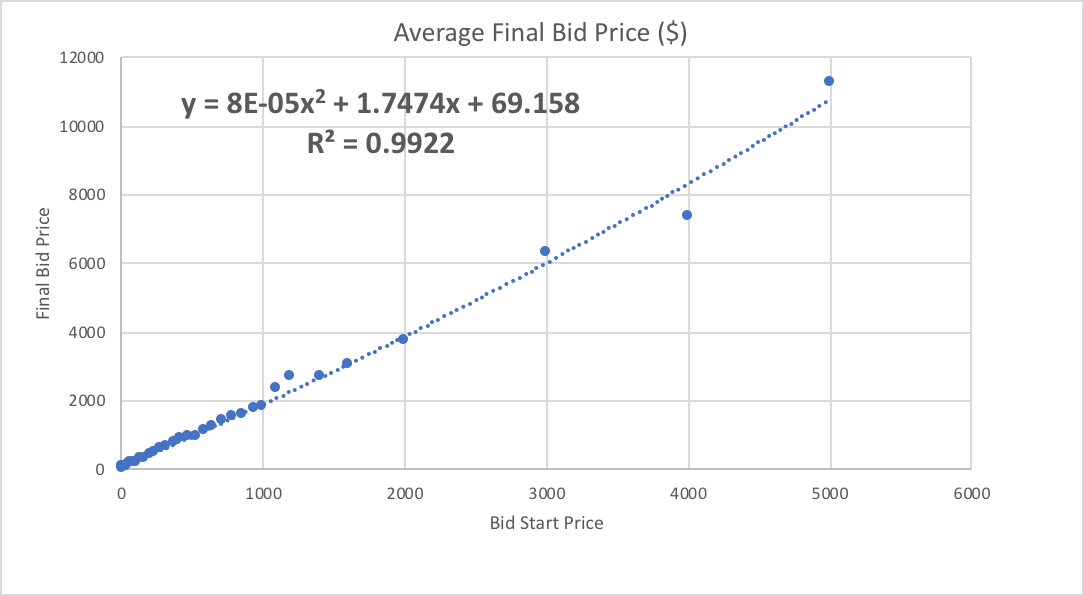 Average Final Bid Price ($)
12000
y = 8E-05x² + 1.7474x + 69.158
10000
R² = 0.9922
8000
6000
4000
2000
0
Final Bid Price
0 1000 2000 3000 4000 5000 6000
Bid Start Price